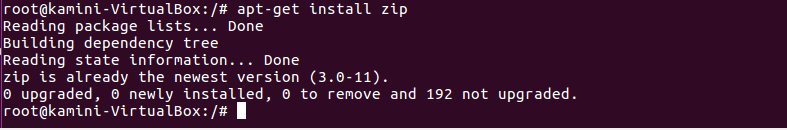 root@kamini-VirtualBox:/# apt-get install zip
Reading package lists... Done
Building dependency tree
Reading state information... Done
zip is already the newest version (3.0-11).
0 upgraded, 0 newly installed, 0 to remove and 192 not upgraded.
root@kamini-VirtualBox:/#